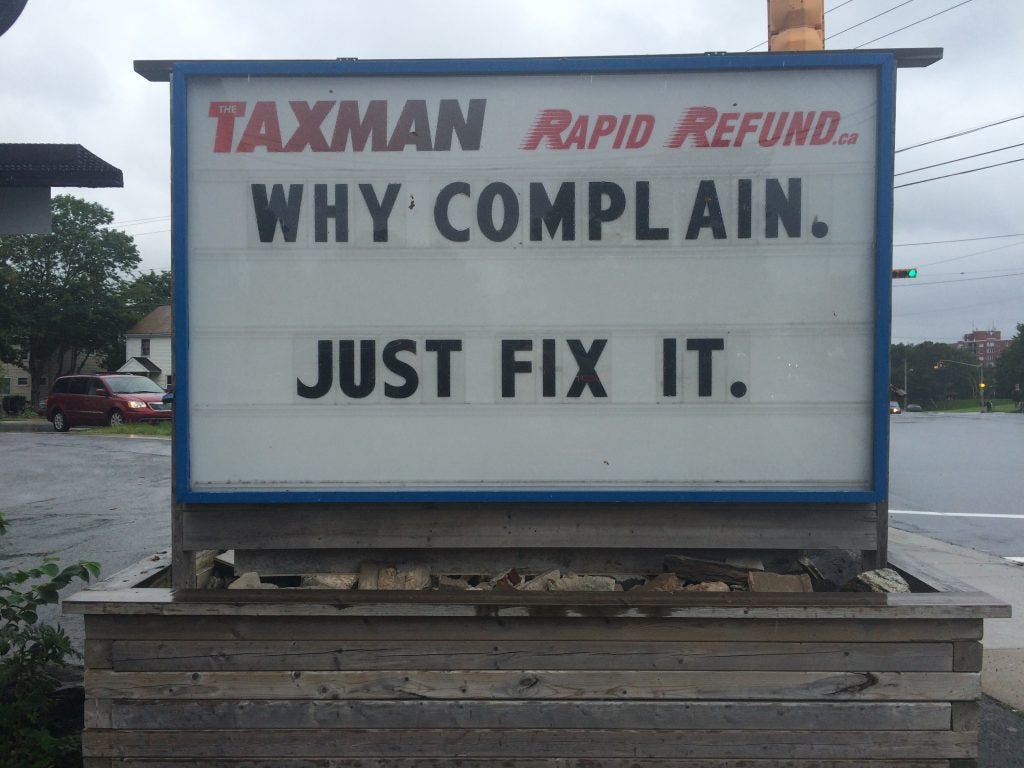 THE TAXMAN RAPID REFUND.ca
WHY COMPLAIN.
JUST FIX IT.